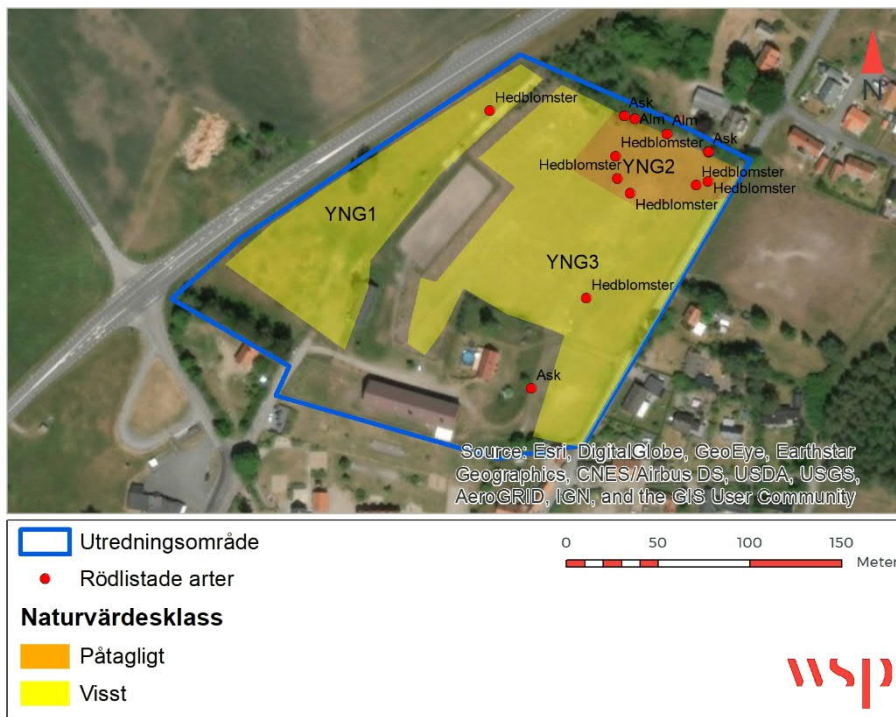 Hedblomster
Ask
Alm
Alm
Hedblomster
Ask
Hedblomster
YNG2
Hedblomster
Hedblomster
Hedblomster
YNG1
YNG3
Hedblomster
Ask
N
Source: Esri, DigitalGlobe, GeoEye, Earthstar
Geographics, CNES/Airbus DS, USDA, USGS,
AeroGRID, IGN, and the GIS User Community
Utredningsområde
Rödlistade arter
Naturvärdesklass
Påtagligt
Visst
0 50 100 150
Meter
wsp